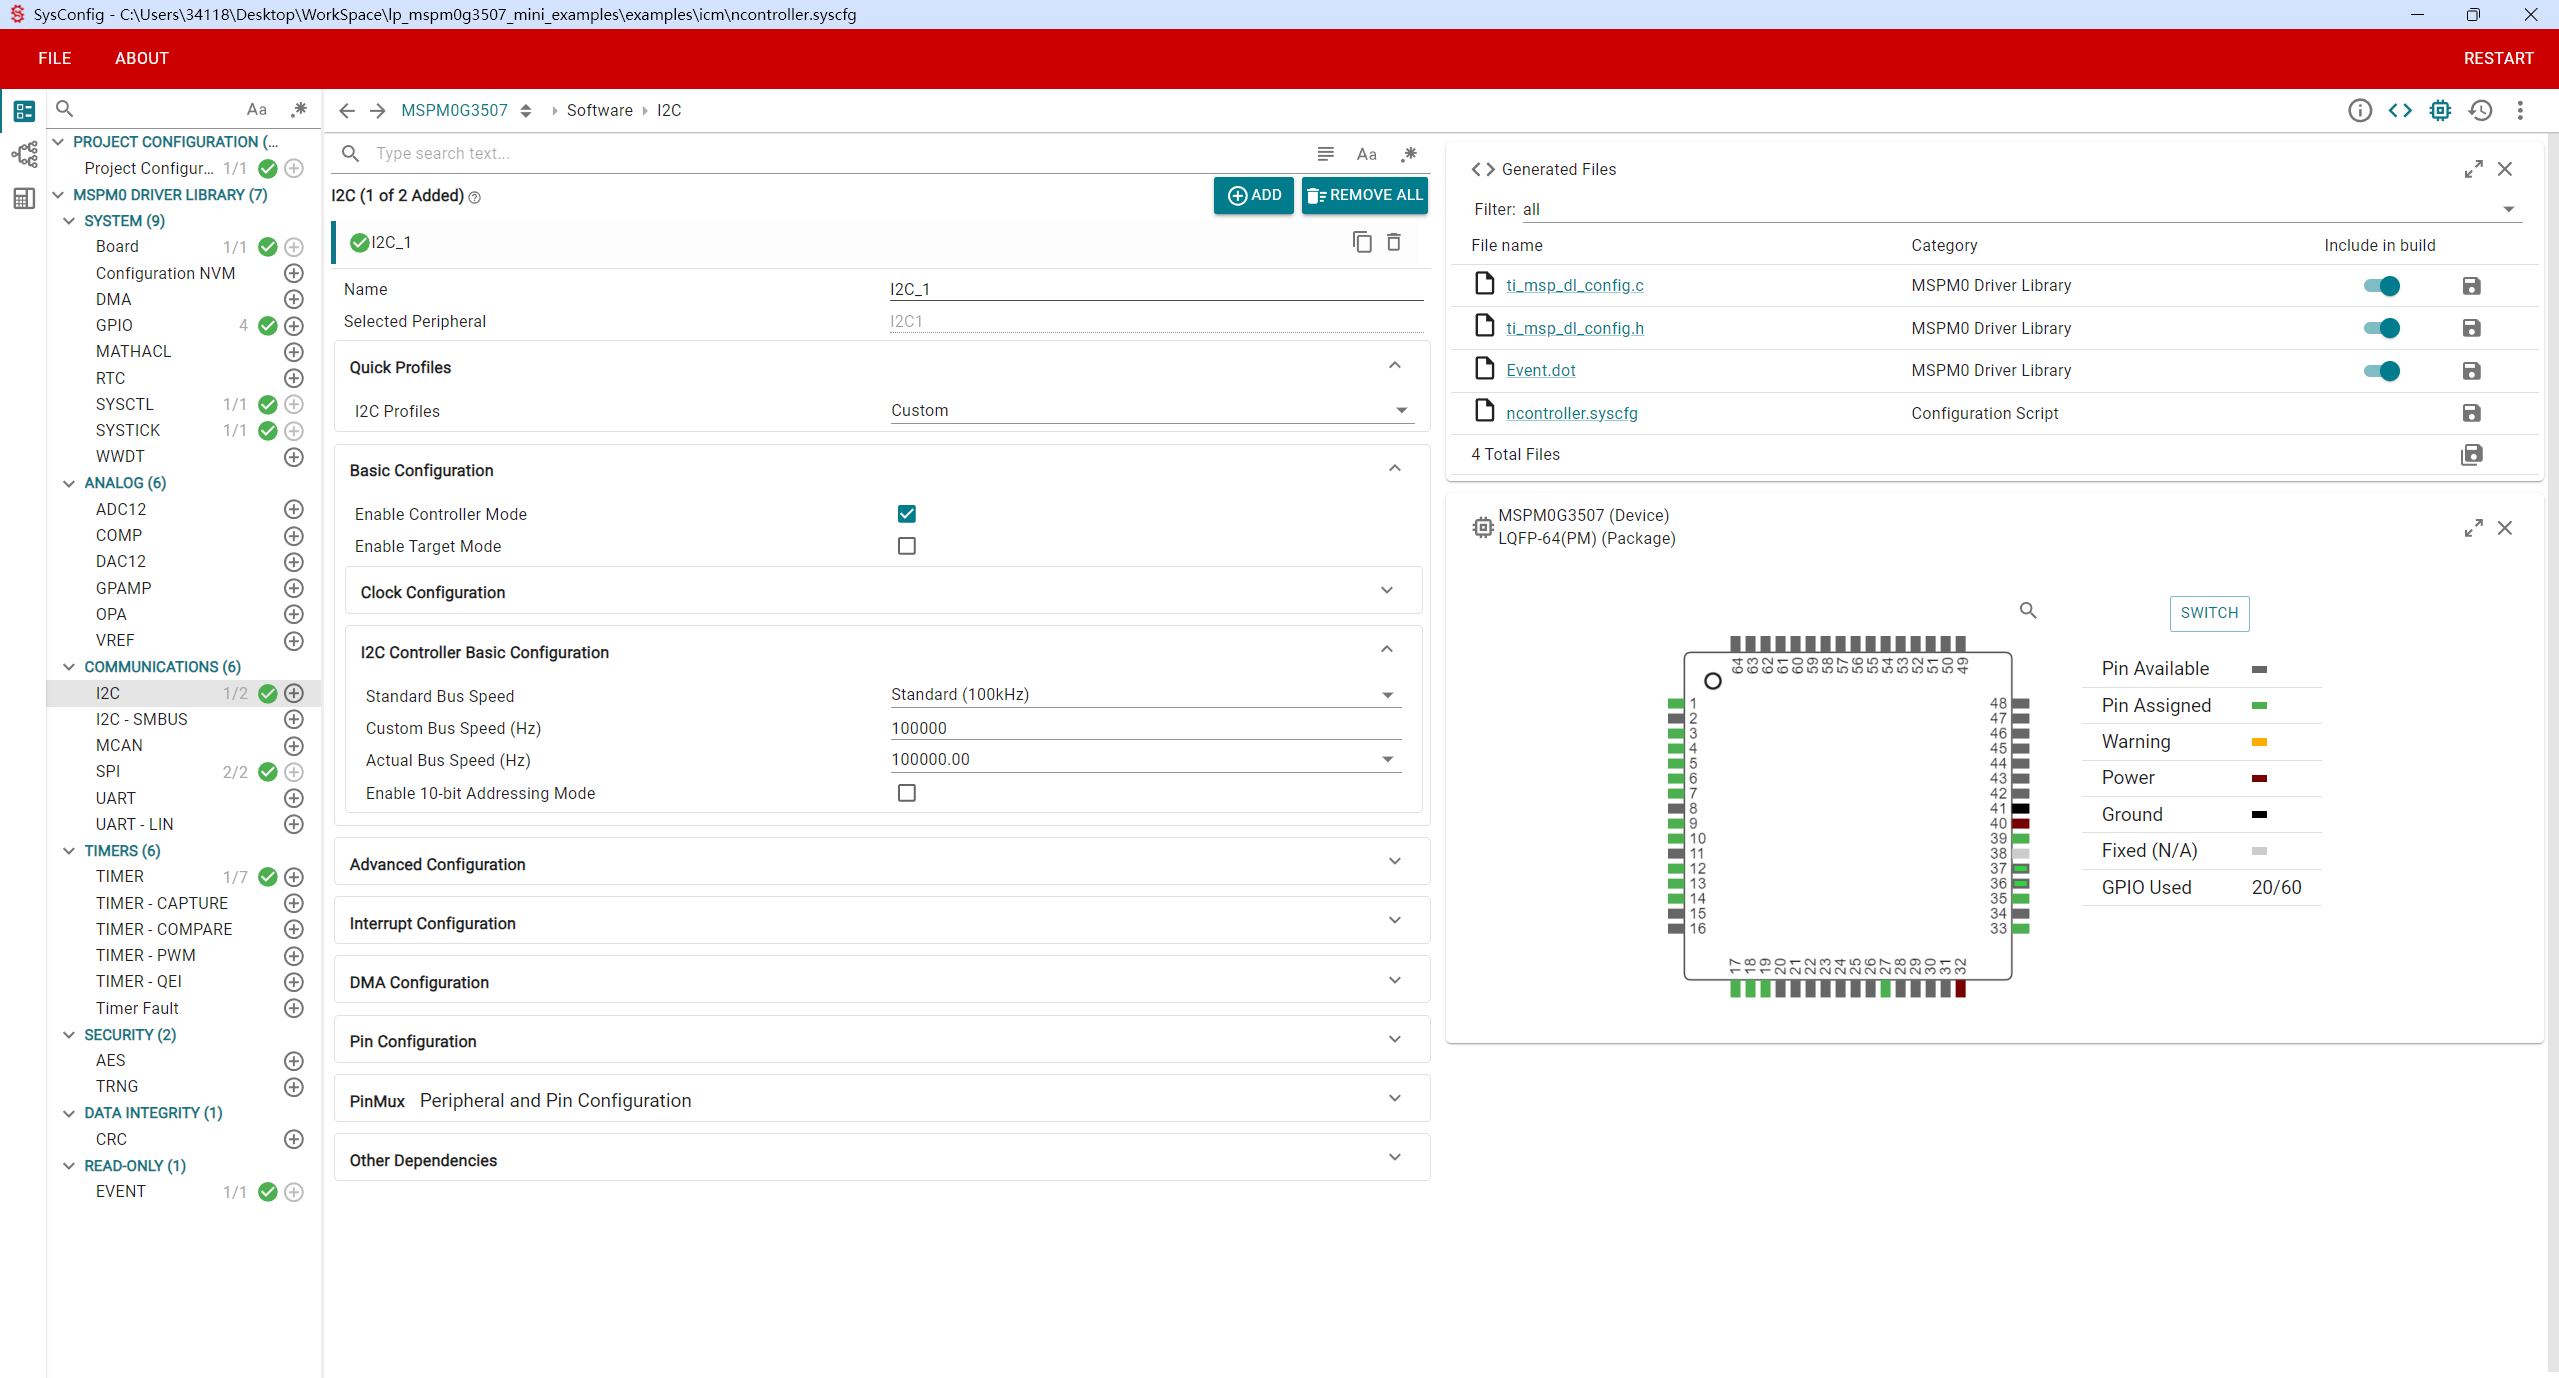 SysConfig - C:\Users\34118\Desktop\WorkSpace\lp_mspm0g3507_mini_examples\examples\icm\ncontroller.syscfg
FILE ABOUT RESTART
Aa .*
PROJECT CONFIGURATION (...
Project Configur... 1/1
MSPM0 DRIVER LIBRARY (7)
SYSTEM (9)
Board 1/1
Configuration NVM
DMA
GPIO 4
MATHACL
RTC
SYSCTL 1/1
SYSTICK 1/1
WWDT
ANALOG (6)
ADC12
COMP
DAC12
GPAMP
OPA
VREF
COMMUNICATIONS (6)
I2C 1/2
I2C - SMBUS
MCAN
SPI 2/2
UART
UART - LIN
TIMERS (6)
TIMER 1/7
TIMER - CAPTURE
TIMER - COMPARE
TIMER - PWM
TIMER - QEI
Timer Fault
SECURITY (2)
AES
TRNG
DATA INTEGRITY (1)
CRC
READ-ONLY (1)
EVENT 1/1
MSPM0G3507 Software I2C
Type search text... Aa .*
I2C (1 of 2 Added) ADD REMOVE ALL
I2C_1
Name I2C_1
Selected Peripheral I2C1
Quick Profiles
I2C Profiles Custom
Basic Configuration
Enable Controller Mode
Enable Target Mode
Clock Configuration
I2C Controller Basic Configuration
Standard Bus Speed Standard (100kHz)
Custom Bus Speed (Hz) 100000
Actual Bus Speed (Hz) 100000.00
Enable 10-bit Addressing Mode
Advanced Configuration
Interrupt Configuration
DMA Configuration
Pin Configuration
PinMux Peripheral and Pin Configuration
Other Dependencies
<> Generated Files
Filter: all
File name Category Include in build
ti_msp_dl_config.c MSPM0 Driver Library
ti_msp_dl_config.h MSPM0 Driver Library
Event.dot MSPM0 Driver Library
ncontroller.syscfg Configuration Script
4 Total Files
MSPM0G3507 (Device)
LQFP-64(PM) (Package)
SWITCH
64 63 62 61 60 59 58 57 56 55 54 53 52 51 50 49
1 48
2 47
3 46
4 45
5 44
6 43
7 42
8 41
9 40
10 39
11 38
12 37
13 36
14 35
15 34
16 33
17 18 19 20 21 22 23 24 25 26 27 28 29 30 31 32
Pin Available
Pin Assigned
Warning
Power
Ground
Fixed (N/A)
GPIO Used 20/60